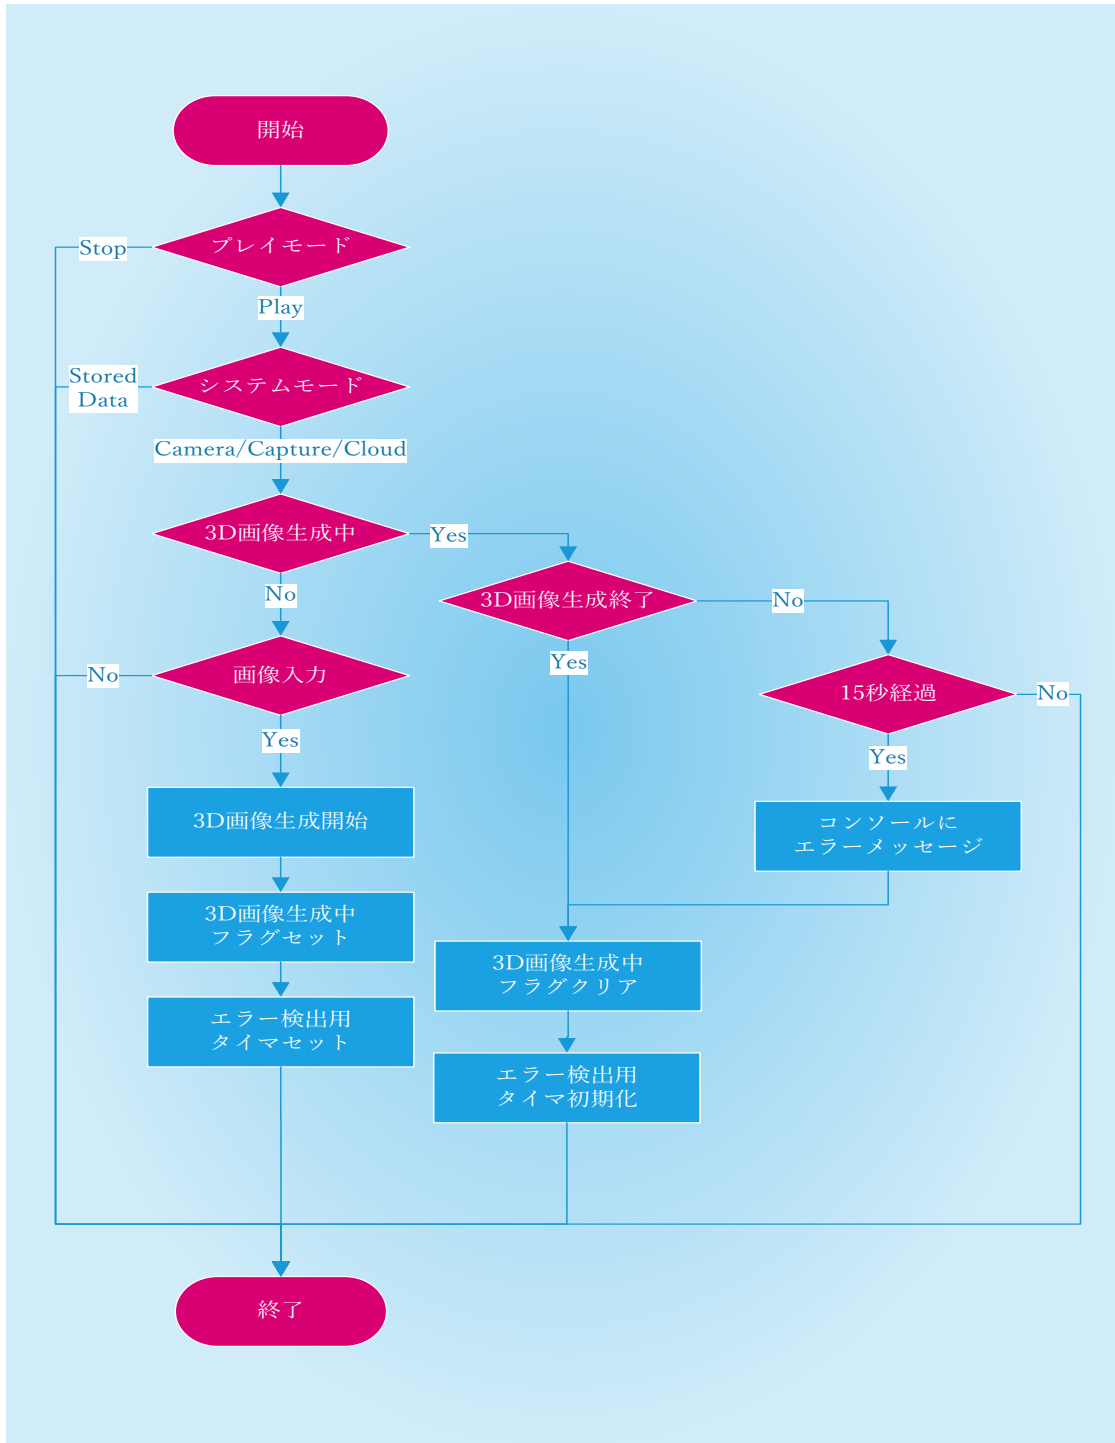 開始
プレイモード
Stop
Play
システムモード
Stored
Data
Camera/Capture/Cloud
3D画像生成中
Yes
No
3D画像生成終了
No
Yes
画像入力
No
Yes
15秒経過
No
Yes
3D画像生成開始
コンソールに
エラーメッセージ
3D画像生成中
フラグセット
3D画像生成中
フラグクリア
エラー検出用
タイマセット
エラー検出用
タイマ初期化
終了